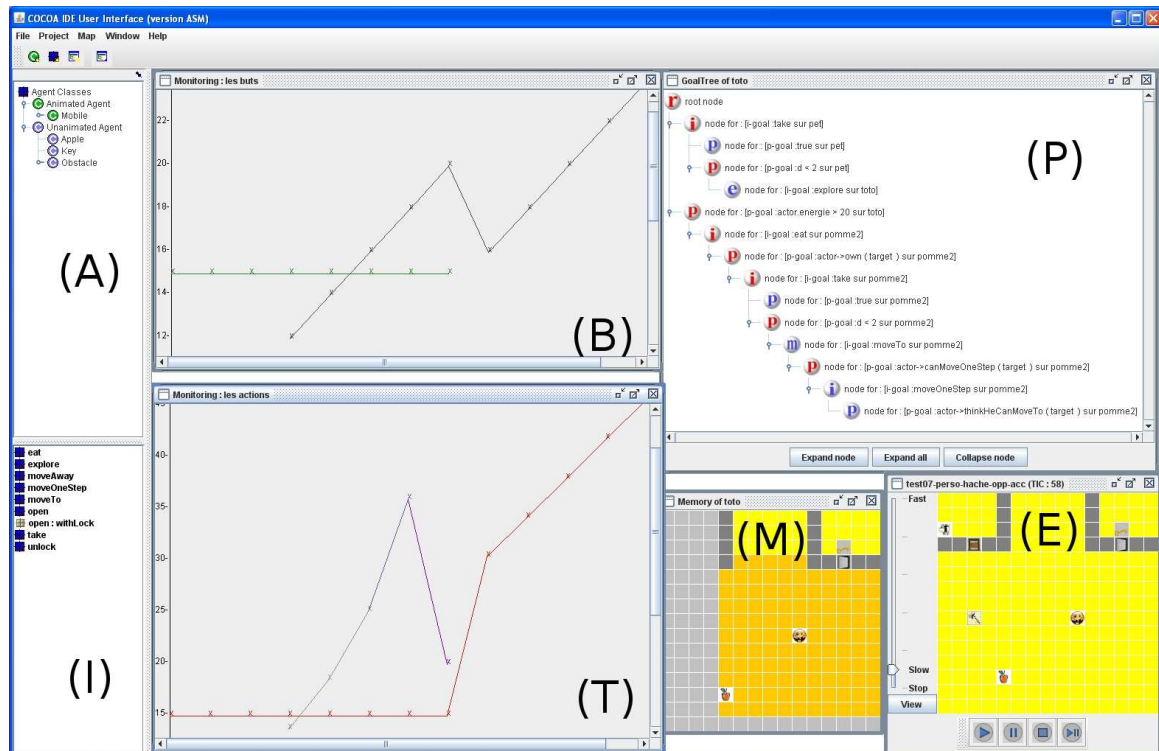 COCOA IDE User Interface (version ASM)
File Project Map Window Help
Agent Classes
Animated Agent
Mobile
Unanimated Agent
Apple
Key
Obstacle
(A)
Monitoring : les buts
22-
20-
18-
16-
14-
12-
(B)
GoalTree of toto
root node
node for : [i-goal :take sur pet]
node for : [p-goal :true sur pet]
node for : [p-goal :d < 2 sur pet]
node for : [i-goal :explore sur toto]
node for : [p-goal :actor.energie > 20 sur toto]
node for : [i-goal :eat sur pomme2]
node for : [p-goal :actor->own ( target ) sur pomme2]
node for : [i-goal :take sur pomme2]
node for : [p-goal :true sur pomme2]
node for : [p-goal :d < 2 sur pomme2]
node for : [i-goal :moveTo sur pomme2]
node for : [p-goal :actor->canMoveOneStep ( target ) sur pomme2]
node for : [i-goal :moveOneStep sur pomme2]
node for : [p-goal :actor->thinkHeCanMoveTo ( target ) sur pomme2]
(P)
Expand node Expand all Collapse node
eat
explore
moveAway
moveOneStep
moveTo
open
open : withLock
take
unlock
(I)
Monitoring : les actions
45-
40-
35-
30-
25-
20-
15-
(T)
Memory of toto
(M)
test07-perso-hache-opp-acc (TIC : 58)
Fast
Slow
Stop
View
(E)